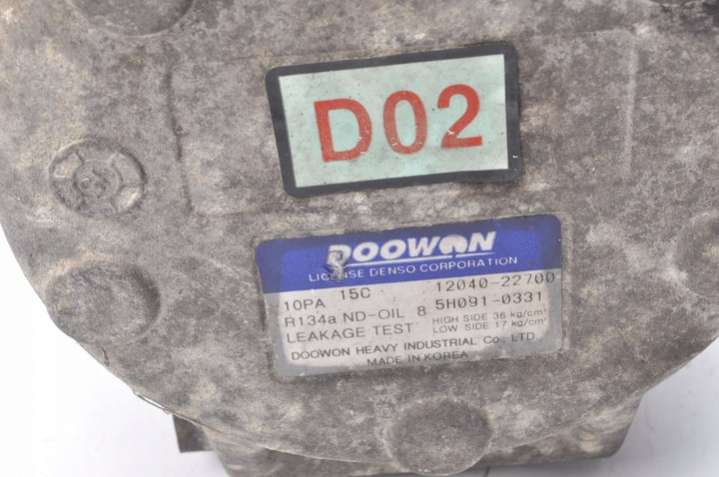 D02
DOOWON
LICENSE DENSO CORPORATION
10PA 15C 12040-22700
R134a ND-OIL 8 5H091-0331
LEAKAGE TEST HIGH SIDE 36 kg/cm²
LOW SIDE 17 kg/cm²
DOOWON HEAVY INDUSTRIAL Co., LTD
MADE IN KOREA